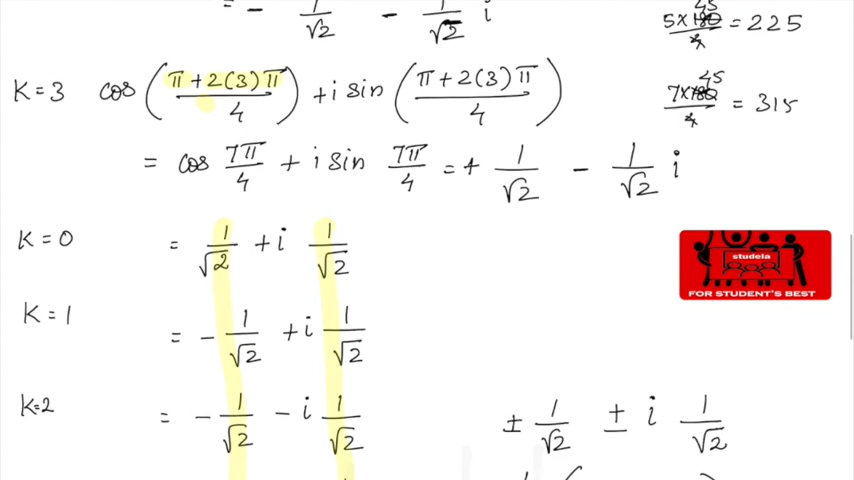 = - 1/√2 - 1/√2 i
5×180/4 = 225
45
K=3 cos(π+2(3)π/4) + i sin(π+2(3)π/4)
45
7×180/4 = 315
= cos 7π/4 + i sin 7π/4 = + 1/√2 - 1/√2 i
K=0 = 1/√2 + i 1/√2
studela
FOR STUDENT'S BEST
K=1 = - 1/√2 + i 1/√2
K=2 = - 1/√2 - i 1/√2
± 1/√2 ± i 1/√2